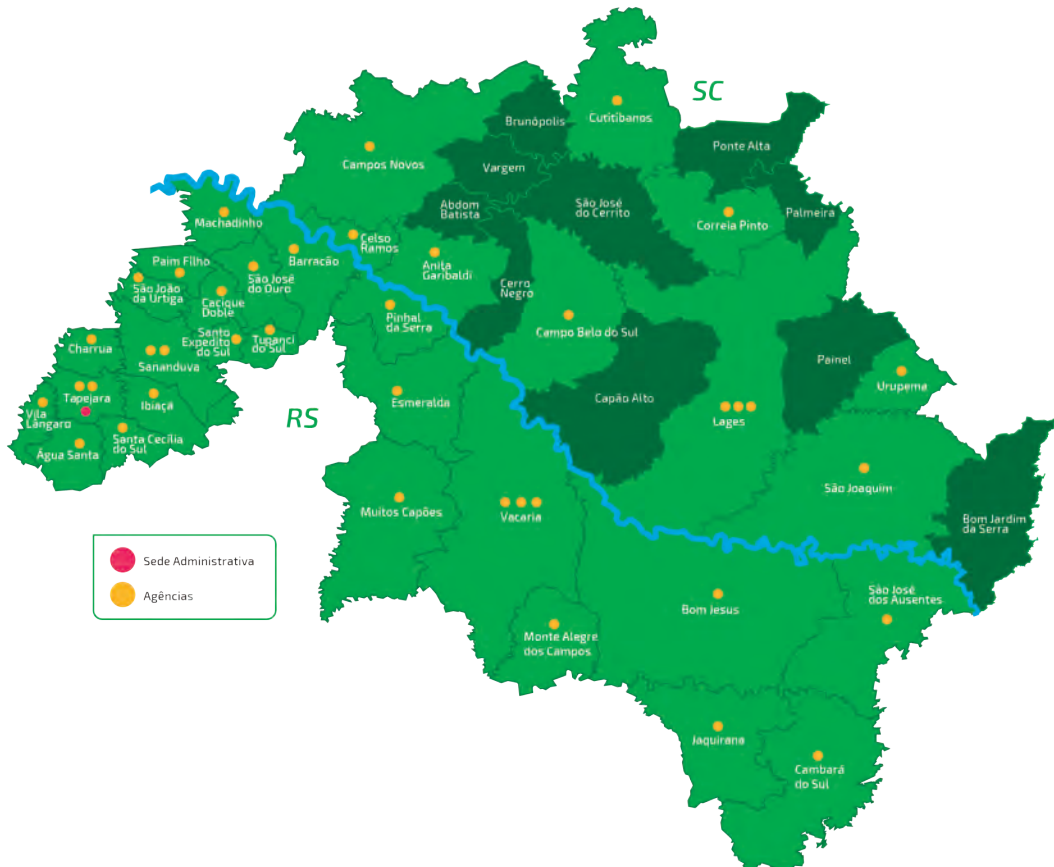 SC
Brunópolis
Cutitibanos
Ponte Alta
Campos Novos
Vargem
Abdom
Batista
São José
do Cerrito
Palmeira
Correia Pinto
Machadinho
Celso
Ramos
Barracão
Anita
Garibaldi
Paim Filho
São João
da Urtiga
São José
do Ouro
Cacique
Doble
Cerro
Negro
Pinhal
da Serra
Campo Belo do Sul
Santo
Expedito
do Sul
Tupanci
do Sul
Charrua
Sananduva
Painel
Urupema
Tapejara
Ibiaçá
Vila
Lângaro
Esmeralda
Capão Alto
Lages
RS
Santa Cecília
do Sul
Água Santa
São Joaquim
Muitos Capões
Vacaria
Bom Jardim
da Serra
Sede Administrativa
Agências
São José
dos Ausentes
Bom Jesus
Monte Alegre
dos Campos
Jaquirana
Cambará
do Sul